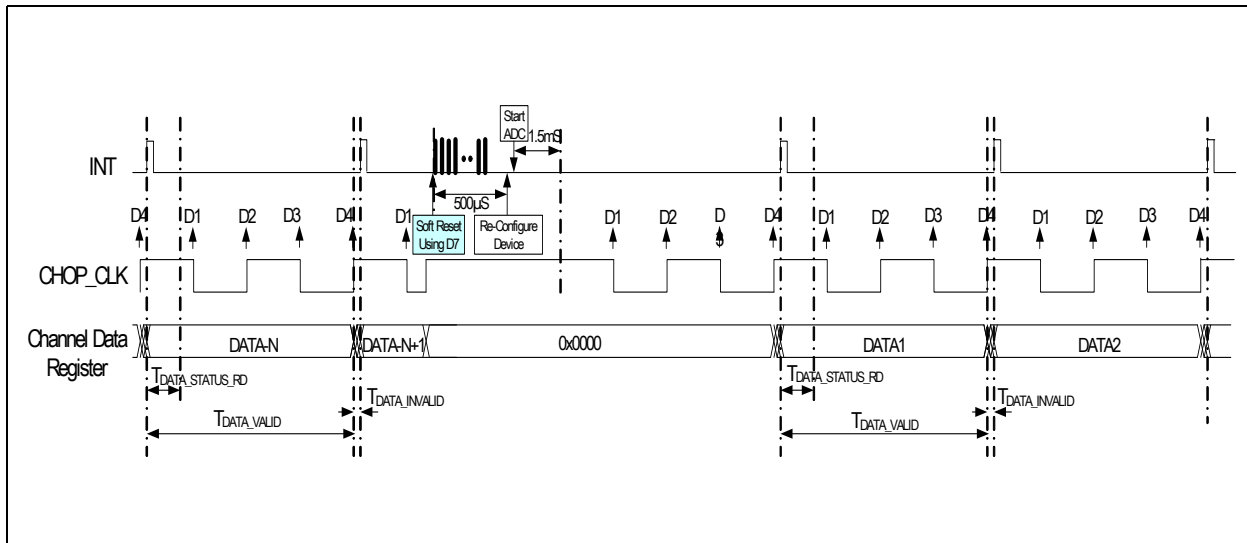 Start
ADC
1.5mS
INT
500µS
D4 D1 D2 D3 D4 D1 D1 D2 D3 D4 D1 D2 D3 D4 D1 D2 D3 D4
Soft Reset
Using D7
Re-Configure
Device
CHOP_CLK
Channel Data
Register
DATA-N DATA-N+1 0x0000 DATA1 DATA2
TDATA_STATUS_RD TDATA_STATUS_RD
TDATA_INVALID TDATA_INVALID
TDATA_VALID TDATA_VALID